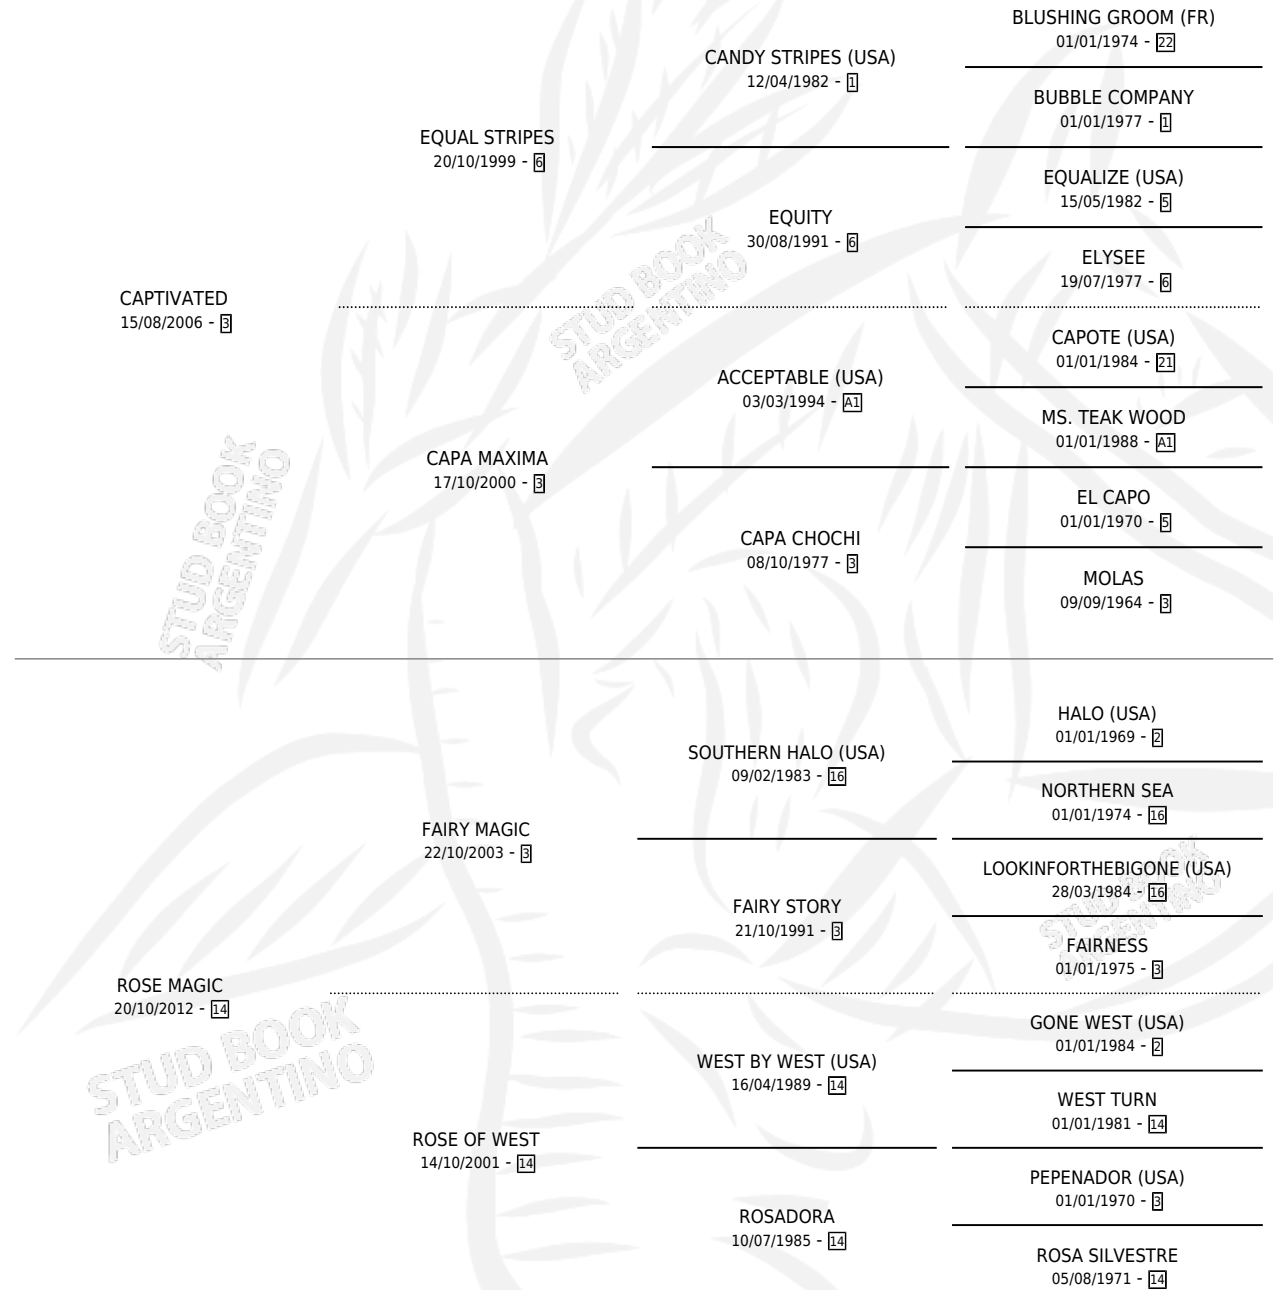 BLUSHING GROOM (FR)
01/01/1974 - 22
CANDY STRIPES (USA)
12/04/1982 - 1
BUBBLE COMPANY
01/01/1977 - 1
EQUAL STRIPES
20/10/1999 - 6
EQUALIZE (USA)
15/05/1982 - 5
EQUITY
30/08/1991 - 6
ELYSEE
19/07/1977 - 6
CAPTIVATED
15/08/2006 - 3
CAPOTE (USA)
01/01/1984 - 21
ACCEPTABLE (USA)
03/03/1994 - A1
MS. TEAK WOOD
01/01/1988 - A1
CAPA MAXIMA
17/10/2000 - 3
EL CAPO
01/01/1970 - 5
CAPA CHOCHI
08/10/1977 - 3
MOLAS
09/09/1964 - 3
HALO (USA)
01/01/1969 - 2
SOUTHERN HALO (USA)
09/02/1983 - 16
NORTHERN SEA
01/01/1974 - 16
FAIRY MAGIC
22/10/2003 - 3
LOOKINFORTHEBIGONE (USA)
28/03/1984 - 16
FAIRY STORY
21/10/1991 - 3
FAIRNESS
01/01/1975 - 3
ROSE MAGIC
20/10/2012 - 14
GONE WEST (USA)
01/01/1984 - 2
WEST BY WEST (USA)
16/04/1989 - 14
WEST TURN
01/01/1981 - 14
ROSE OF WEST
14/10/2001 - 14
PEPENADOR (USA)
01/01/1970 - 3
ROSADORA
10/07/1985 - 14
ROSA SILVESTRE
05/08/1971 - 14
STUD BOOK
ARGENTINO
STUD BOOK
ARGENTINO
STUD BOOK
ARGENTINO
STUD BOOK
ARGENTINO